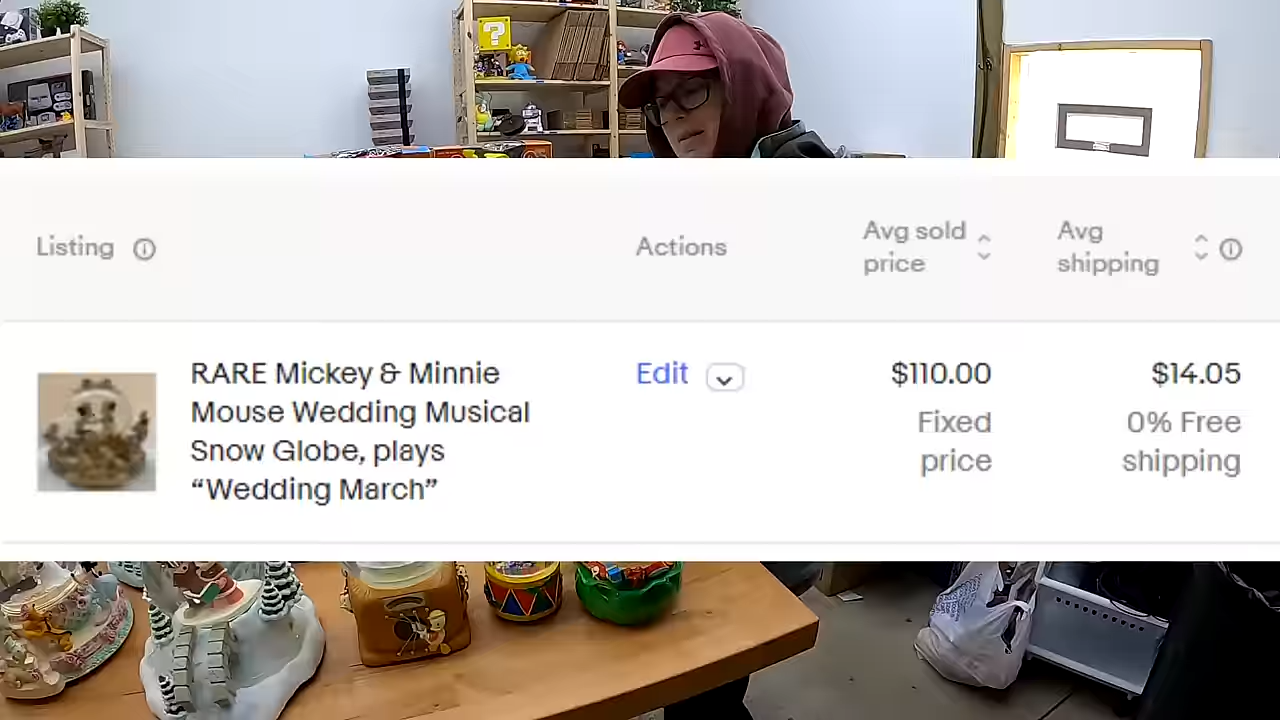 ?
Listing
Actions
Avg sold
price
Avg
shipping
RARE Mickey & Minnie
Mouse Wedding Musical
Snow Globe, plays
“Wedding March”
Edit
$110.00
Fixed
price
$14.05
0% Free
shipping